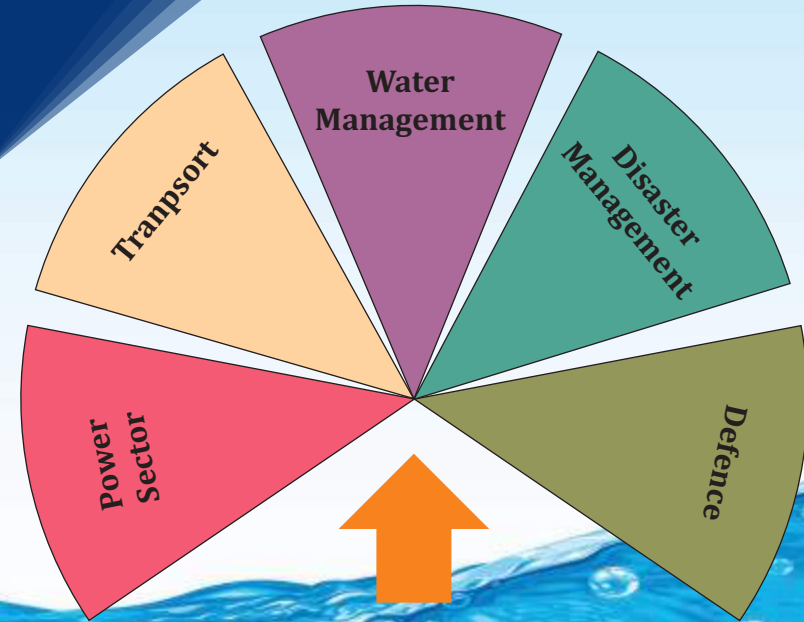 Water
Management
Tranpsort
Disaster
Management
Power
Sector
Defence